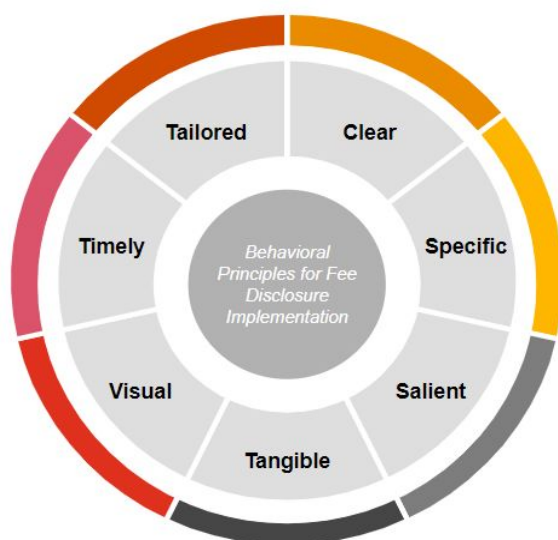 Tailored
Clear
Timely
Specific
Behavioral
Principles for Fee
Disclosure
Implementation
Visual
Salient
Tangible